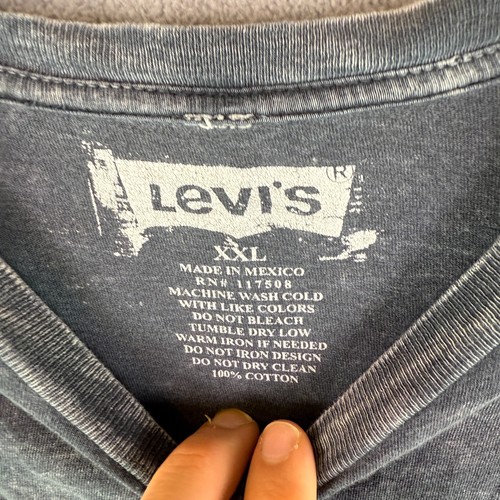 Levi's ®
XXL
MADE IN MEXICO
RN# 117508
MACHINE WASH COLD
WITH LIKE COLORS
DO NOT BLEACH
TUMBLE DRY LOW
WARM IRON IF NEEDED
DO NOT IRON DESIGN
DO NOT DRY CLEAN
100% COTTON